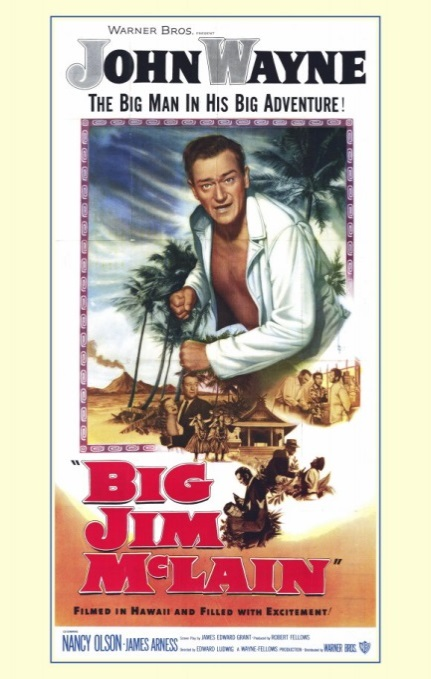 WARNER BROS. PRESENT
JOHN WAYNE
THE BIG MAN IN HIS BIG ADVENTURE!
"BIG
JIM
McLAIN"
FILMED IN HAWAII AND FILLED WITH EXCITEMENT!
CO-STARRING
NANCY OLSON · JAMES ARNESS
Screen Play by JAMES EDWARD GRANT · Produced by ROBERT FELLOWS
Directed by EDWARD LUDWIG A WAYNE-FELLOWS PRODUCTION · Distributed by WARNER BROS.